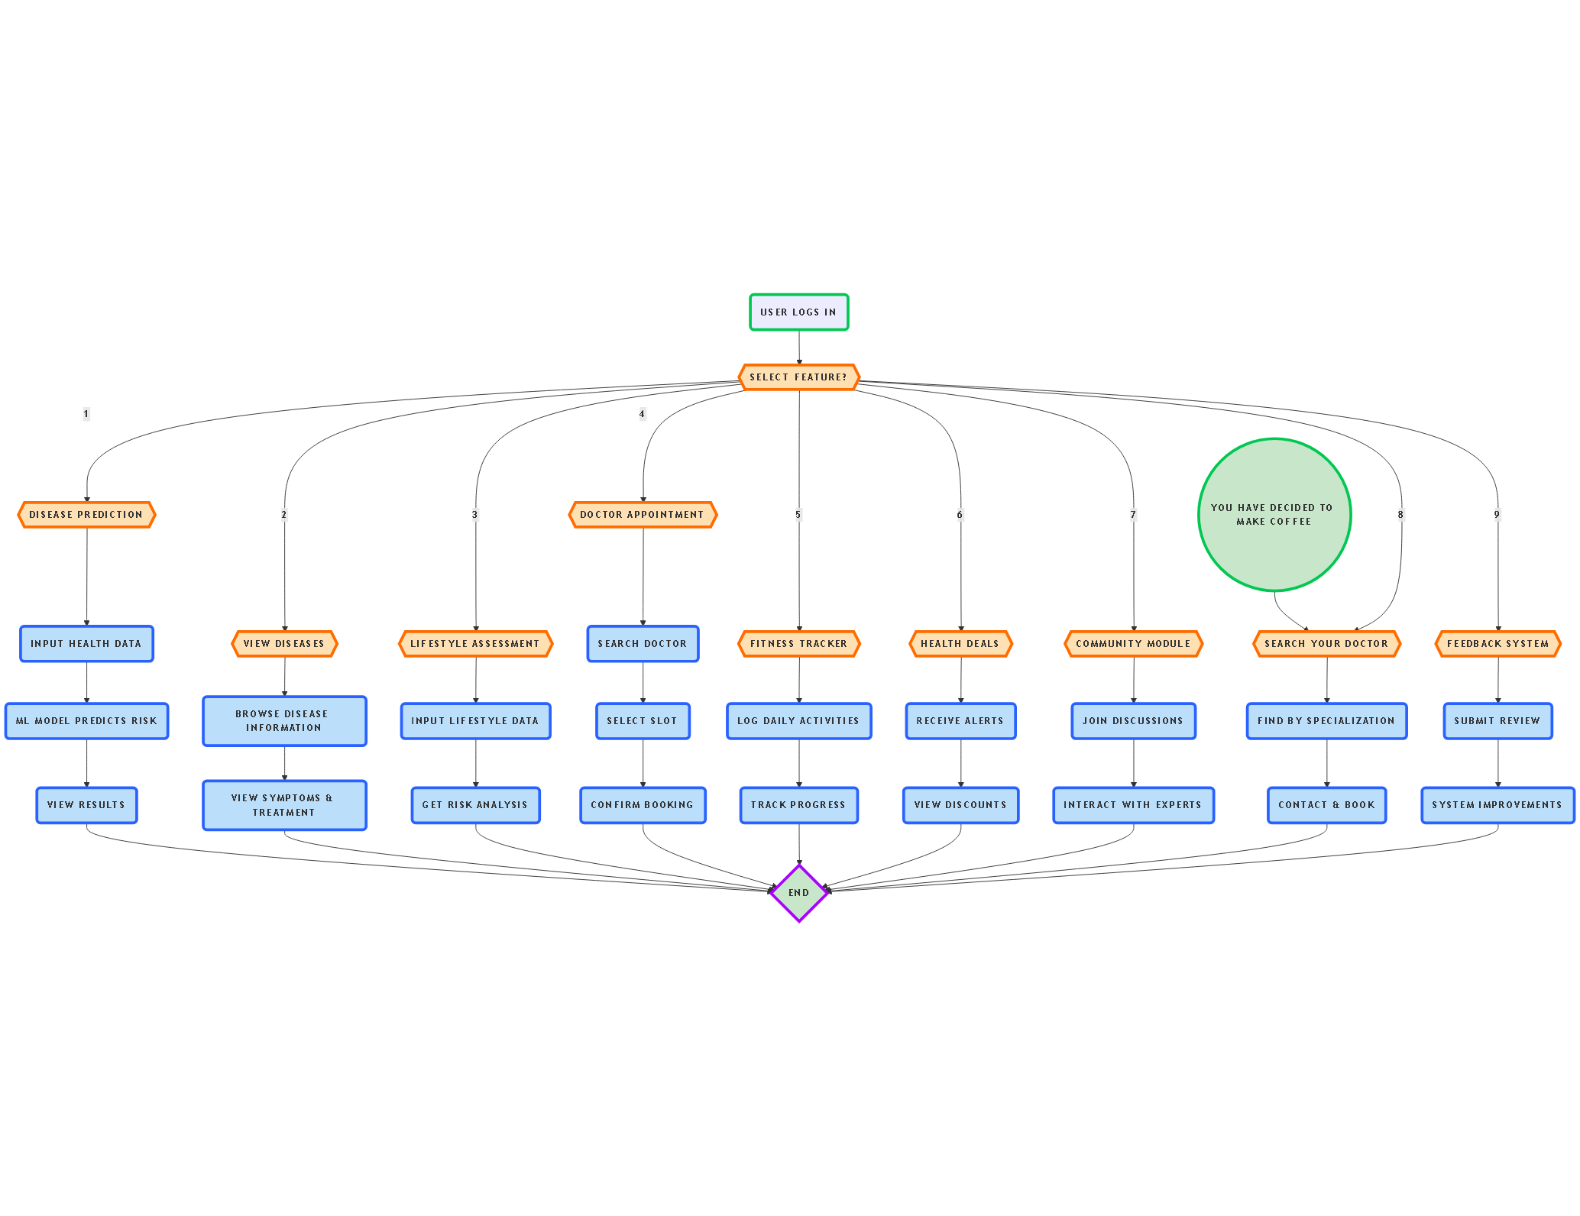 USER LOGS IN
SELECT FEATURE?
1
4
DISEASE PREDICTION
2
3
DOCTOR APPOINTMENT
5
6
7
YOU HAVE DECIDED TO
MAKE COFFEE
8
9
INPUT HEALTH DATA
VIEW DISEASES
LIFESTYLE ASSESSMENT
SEARCH DOCTOR
FITNESS TRACKER
HEALTH DEALS
COMMUNITY MODULE
SEARCH YOUR DOCTOR
FEEDBACK SYSTEM
ML MODEL PREDICTS RISK
BROWSE DISEASE
INFORMATION
INPUT LIFESTYLE DATA
SELECT SLOT
LOG DAILY ACTIVITIES
RECEIVE ALERTS
JOIN DISCUSSIONS
FIND BY SPECIALIZATION
SUBMIT REVIEW
VIEW RESULTS
VIEW SYMPTOMS &
TREATMENT
GET RISK ANALYSIS
CONFIRM BOOKING
TRACK PROGRESS
VIEW DISCOUNTS
INTERACT WITH EXPERTS
CONTACT & BOOK
SYSTEM IMPROVEMENTS
END